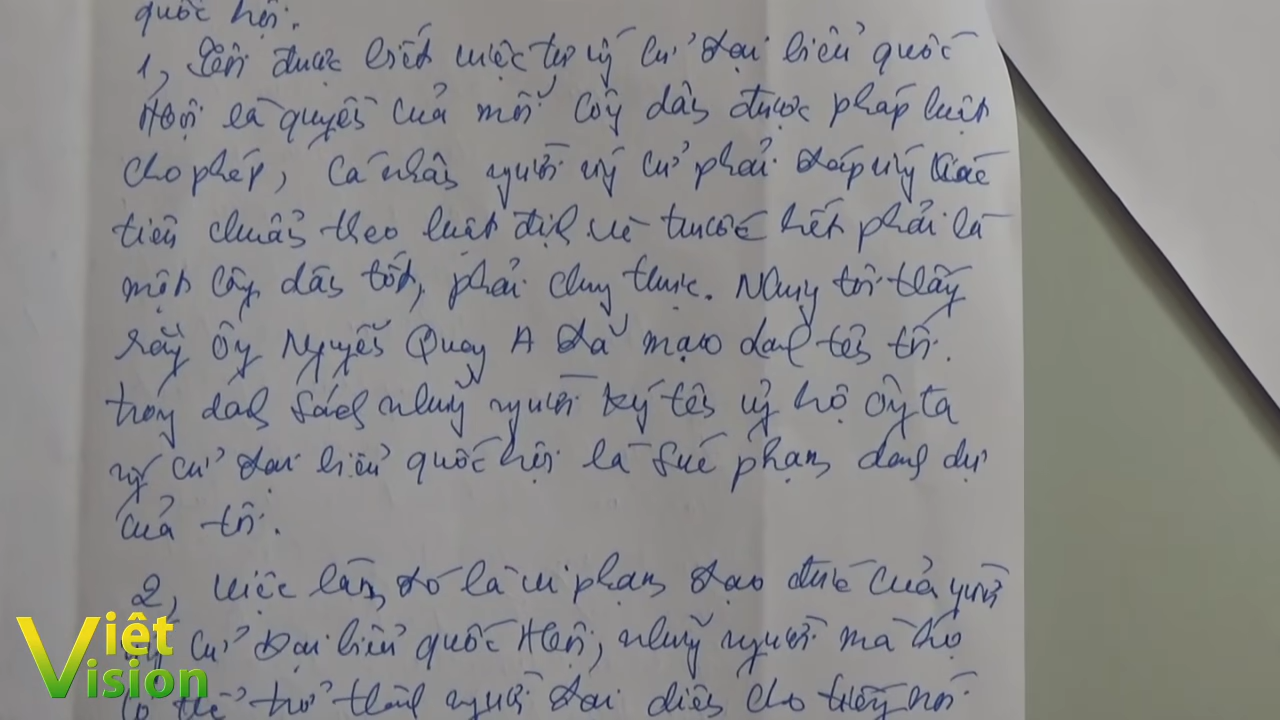 quốc hội.
1, Tôi được biết việc tự ứng cử đại biểu quốc
Hội là quyền của mỗi công dân được pháp luật
cho phép, cá nhân người ứng cử phải đáp ứng các
tiêu chuẩn theo luật định và trước hết phải là
một công dân tốt, phải trung thực. Nhưng tôi thấy
rằng ông Nguyễn Quang A đã mạo danh tên tôi
trong danh sách những người ký tên ủng hộ ông ta
ứng cử đại biểu quốc hội là xúc phạm danh dự
của tôi.
2, việc làm đó là vi phạm đạo đức của người
ứng cử đại biểu quốc Hội, những người mà họ
có thể trở thành người đại diện cho tiếng nói
Việt
Vision